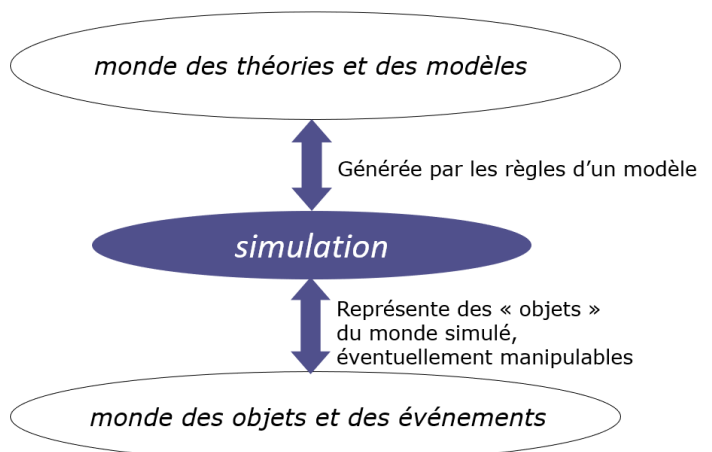 monde des théories et des modèles
Générée par les règles d’un modèle
simulation
Représente des « objets »
du monde simulé,
éventuellement manipulables
monde des objets et des événements